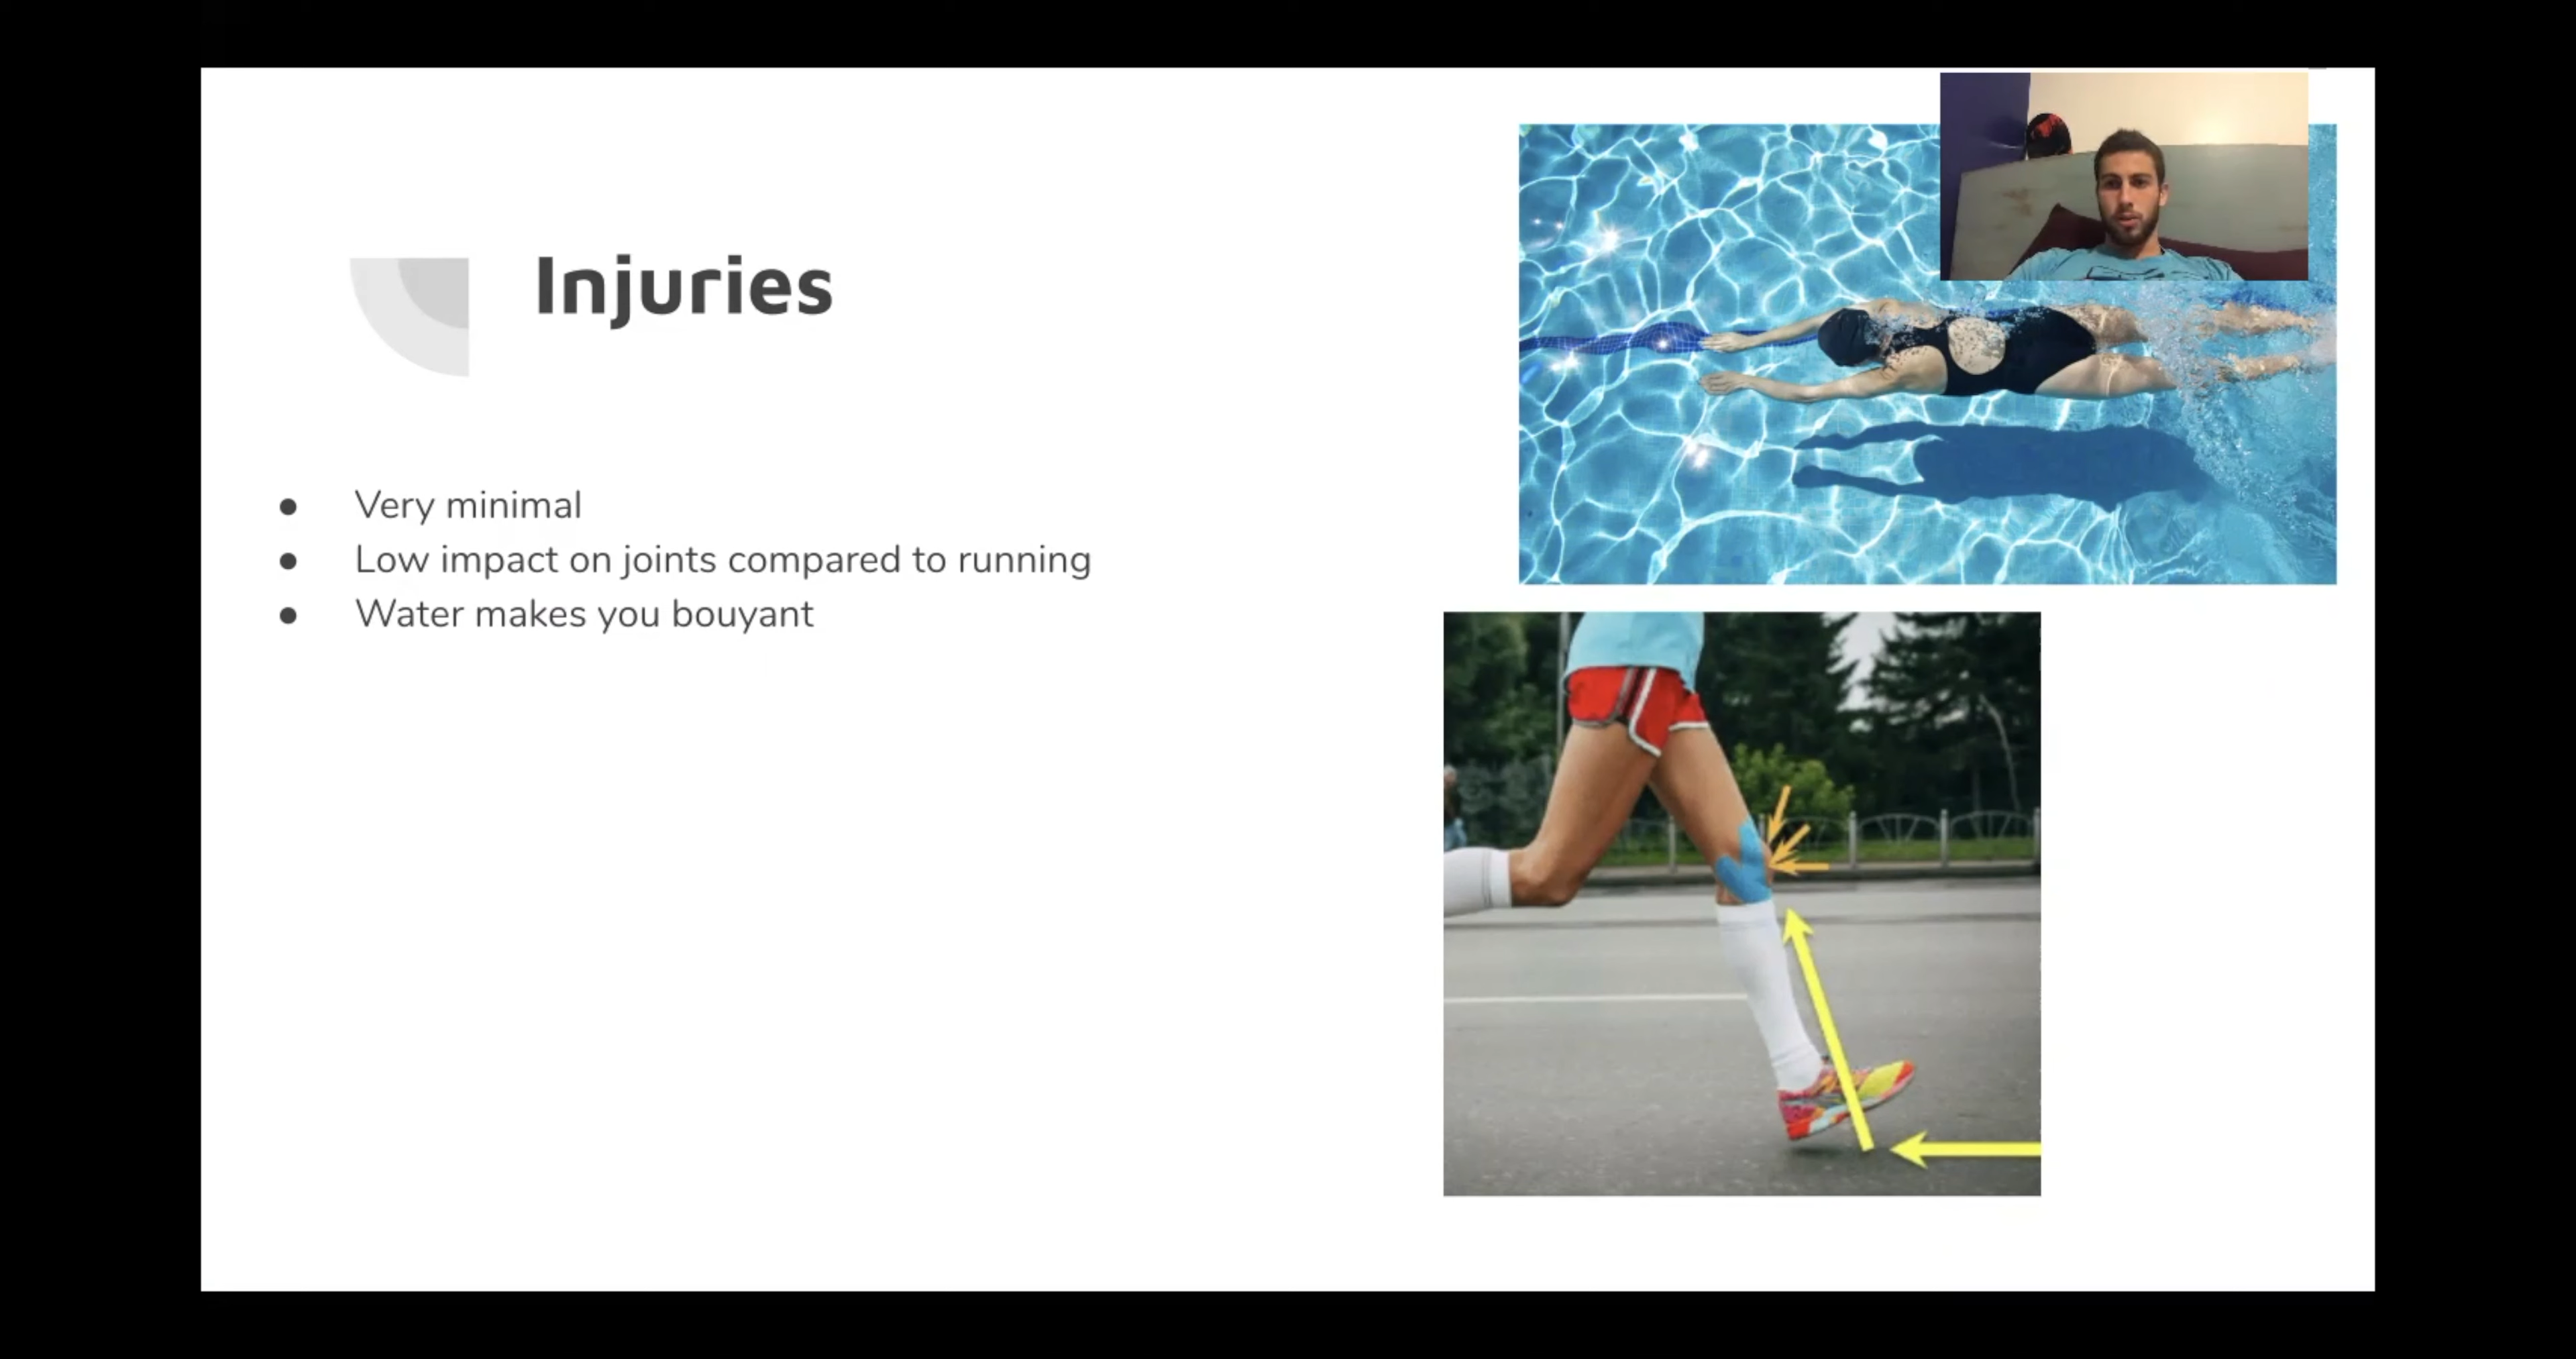 Injuries
● Very minimal
● Low impact on joints compared to running
● Water makes you bouyant